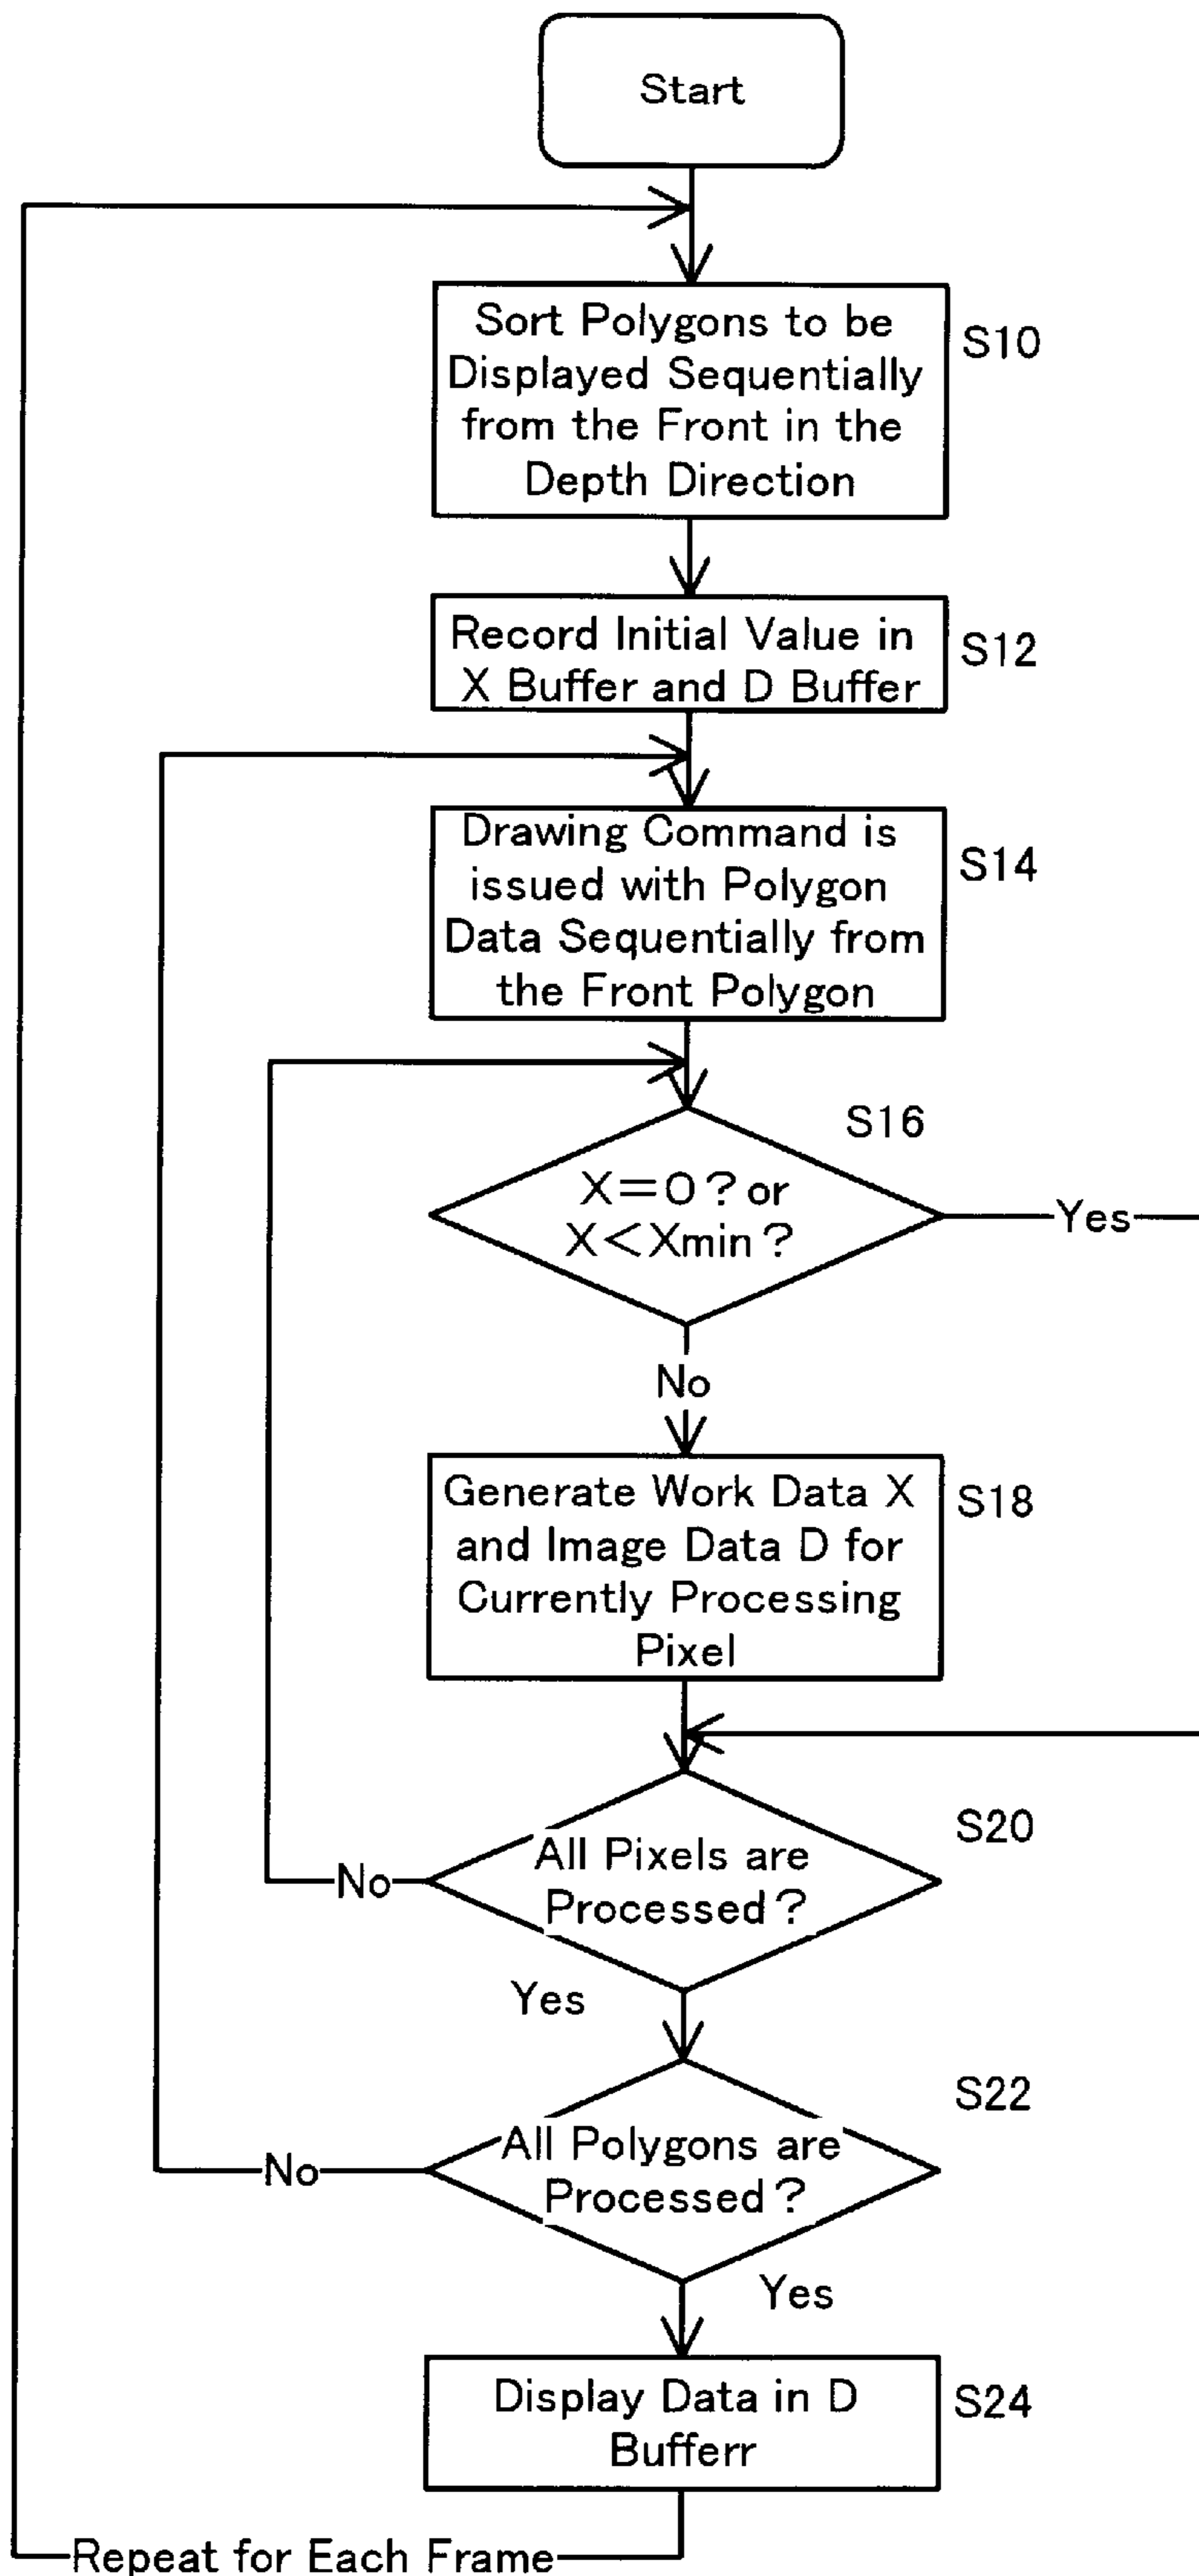 Start
Sort Polygons to be
Displayed Sequentially
from the Front in the
Depth Direction
S10
Record Initial Value in
X Buffer and D Buffer
S12
Drawing Command is
issued with Polygon
Data Sequentially from
the Front Polygon
S14
S16
X=0? or
X<Xmin?
Yes
No
Generate Work Data X
and Image Data D for
Currently Processing
Pixel
S18
S20
All Pixels are
Processed?
No
Yes
S22
All Polygons are
Processed?
No
Yes
Display Data in D
Bufferr
S24
Repeat for Each Frame